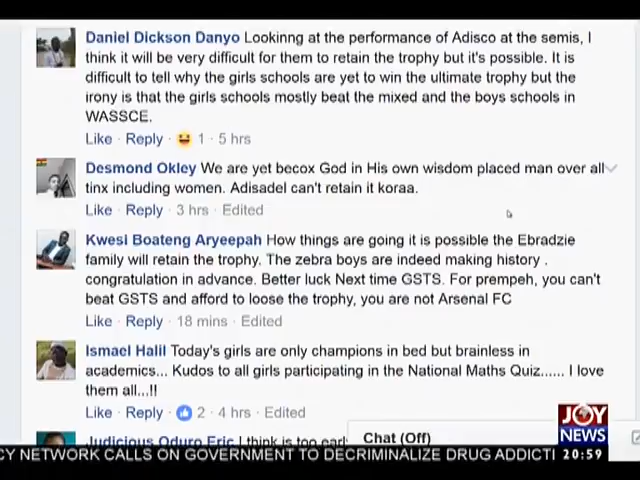 Daniel Dickson Danyo Lookinng at the performance of Adisco at the semis, I
think it will be very difficult for them to retain the trophy but it's possible. It is
difficult to tell why the girls schools are yet to win the ultimate trophy but the
irony is that the girls schools mostly beat the mixed and the boys schools in
WASSCE.
Like · Reply · 1 · 5 hrs
Desmond Okley We are yet becox God in His own wisdom placed man over all
tinx including women. Adisadel can't retain it koraa.
Like · Reply · 3 hrs · Edited
Kwesi Boateng Aryeepah How things are going it is possible the Ebradzie
family will retain the trophy. The zebra boys are indeed making history .
congratulation in advance. Better luck Next time GSTS. For prempeh, you can't
beat GSTS and afford to loose the trophy, you are not Arsenal FC
Like · Reply · 18 mins · Edited
Ismael Halil Today's girls are only champions in bed but brainless in
academics... Kudos to all girls participating in the National Maths Quiz...... I love
them all...!!
Like · Reply · 2 · 4 hrs · Edited
Judicious Oduro Eric I think is too earl
Chat (Off)
JOY
NEWS
CY NETWORK CALLS ON GOVERNMENT TO DECRIMINALIZE DRUG ADDICTI
20:59